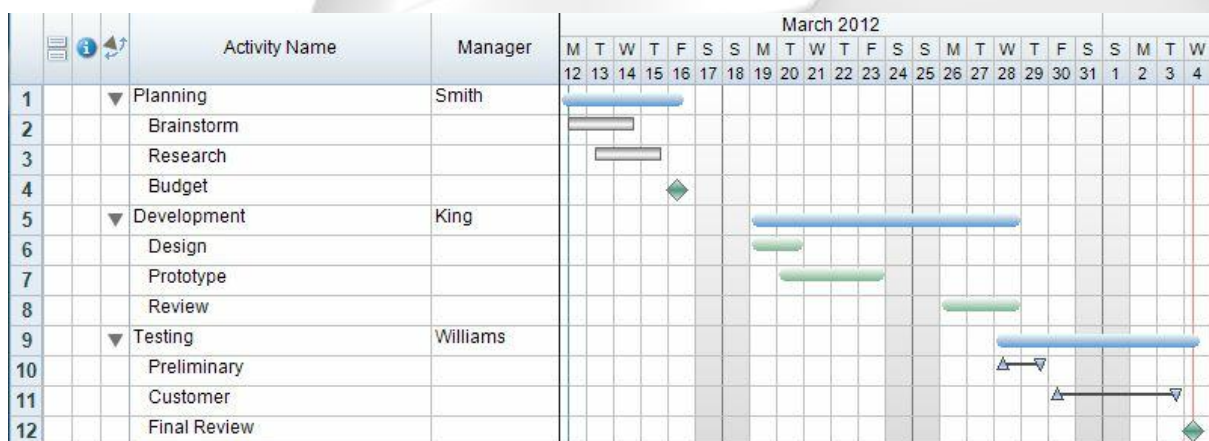 March 2012
Activity Name Manager M T W T F S S M T W T F S S M T W T F S S M T W
12 13 14 15 16 17 18 19 20 21 22 23 24 25 26 27 28 29 30 31 1 2 3 4
1 Planning Smith
2 Brainstorm
3 Research
4 Budget
5 Development King
6 Design
7 Prototype
8 Review
9 Testing Williams
10 Preliminary
11 Customer
12 Final Review